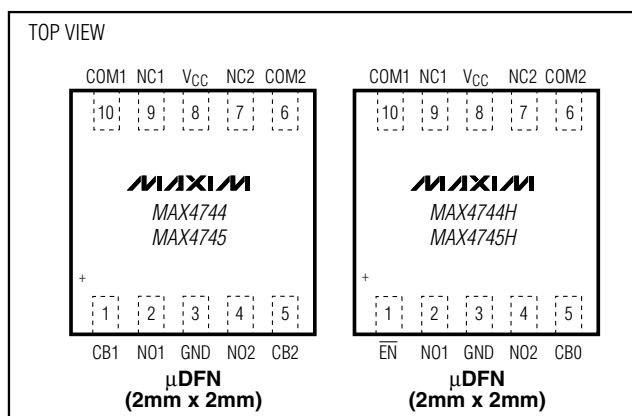 TOP VIEW
COM1 NC1 VCC NC2 COM2
10 9 8 7 6
MAXIM
MAX4744
MAX4745
+
1 2 3 4 5
CB1 NO1 GND NO2 CB2
µDFN
(2mm x 2mm)
COM1 NC1 VCC NC2 COM2
10 9 8 7 6
MAXIM
MAX4744H
MAX4745H
+
1 2 3 4 5
E̅N̅ NO1 GND NO2 CB0
µDFN
(2mm x 2mm)